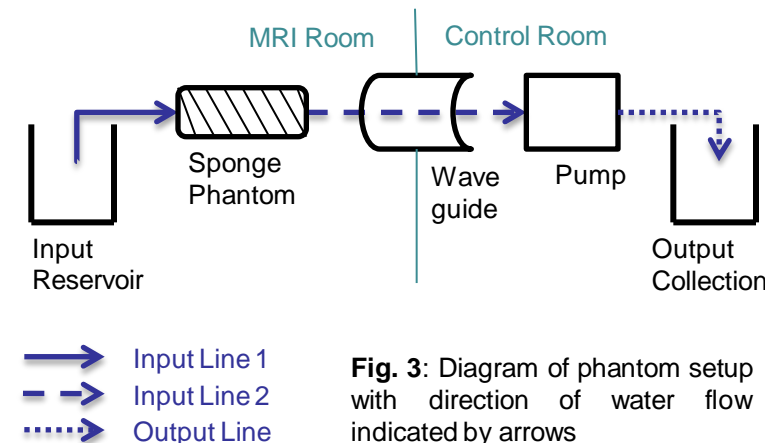 MRI Room
Control Room
Sponge
Phantom
Wave
guide
Pump
Input
Reservoir
Output
Collection
Input Line 1
Input Line 2
Output Line
Fig. 3: Diagram of phantom setup
with direction of water flow
indicated by arrows